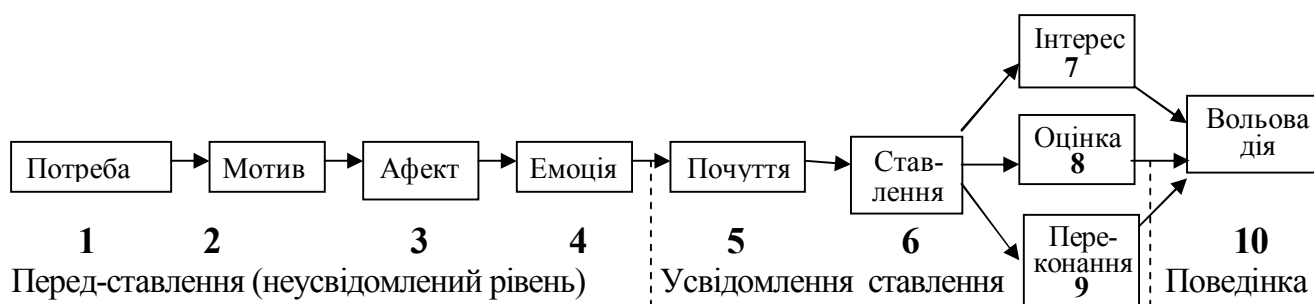 Інтерес
7
Потреба
Мотив
Афект
Емоція
Почуття
Став-
лення
Оцінка
8
Вольова
дія
Пере-
конання
9
1 2 3 4 5 6 10
Перед-ставлення (неусвідомлений рівень) Усвідомлення ставлення Поведінка